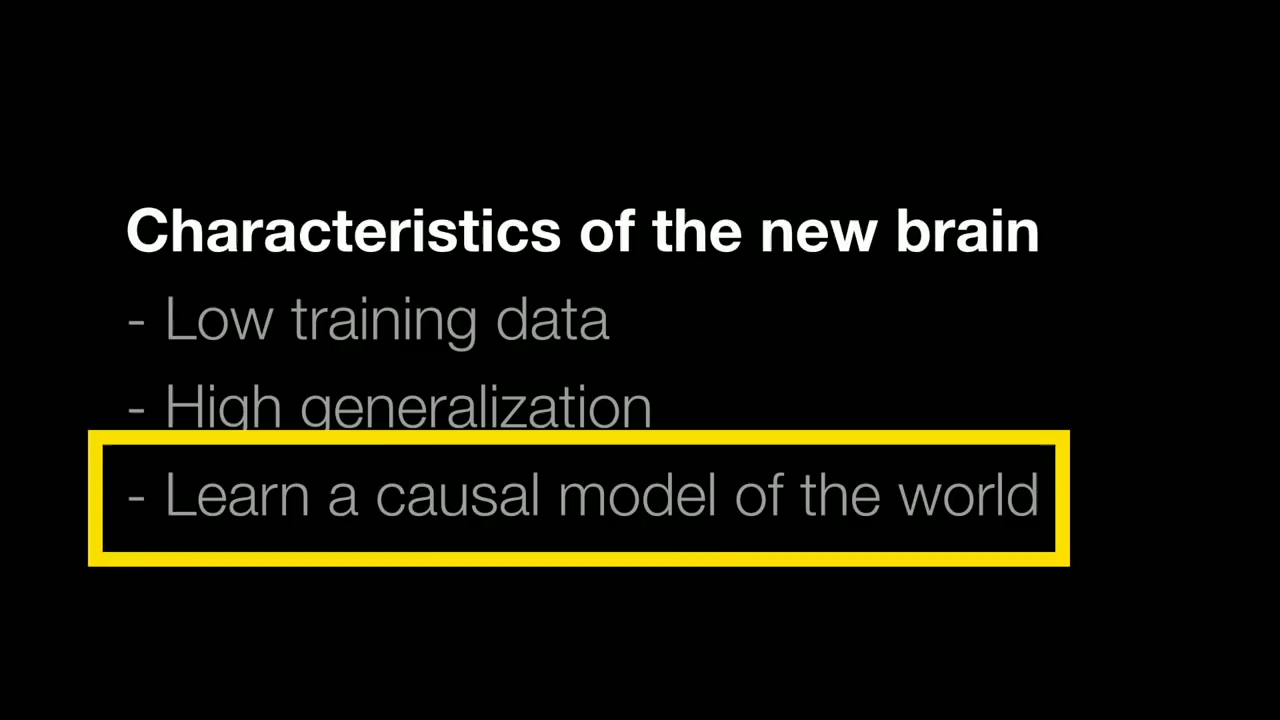 Characteristics of the new brain
- Low training data
- High generalization
- Learn a causal model of the world